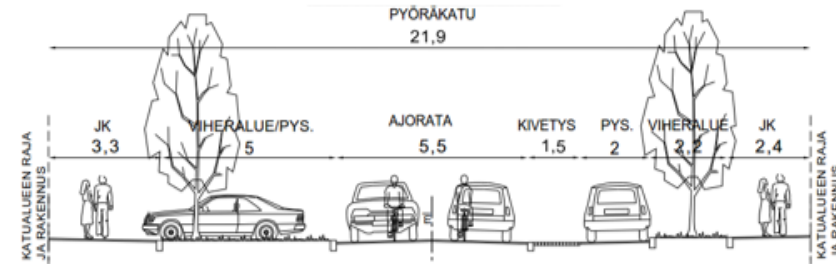 PYÖRÄKATU
21,9
JK
3,3
VIHERALUE/PYS.
5
AJORATA
5,5
KIVETYS
1,5
PYS.
2
VIHERALUE
2,2
JK
2,4
KATUALUEEN RAJA
JA RAKENNUS
KATUALUEEN RAJA
JA RAKENNUS